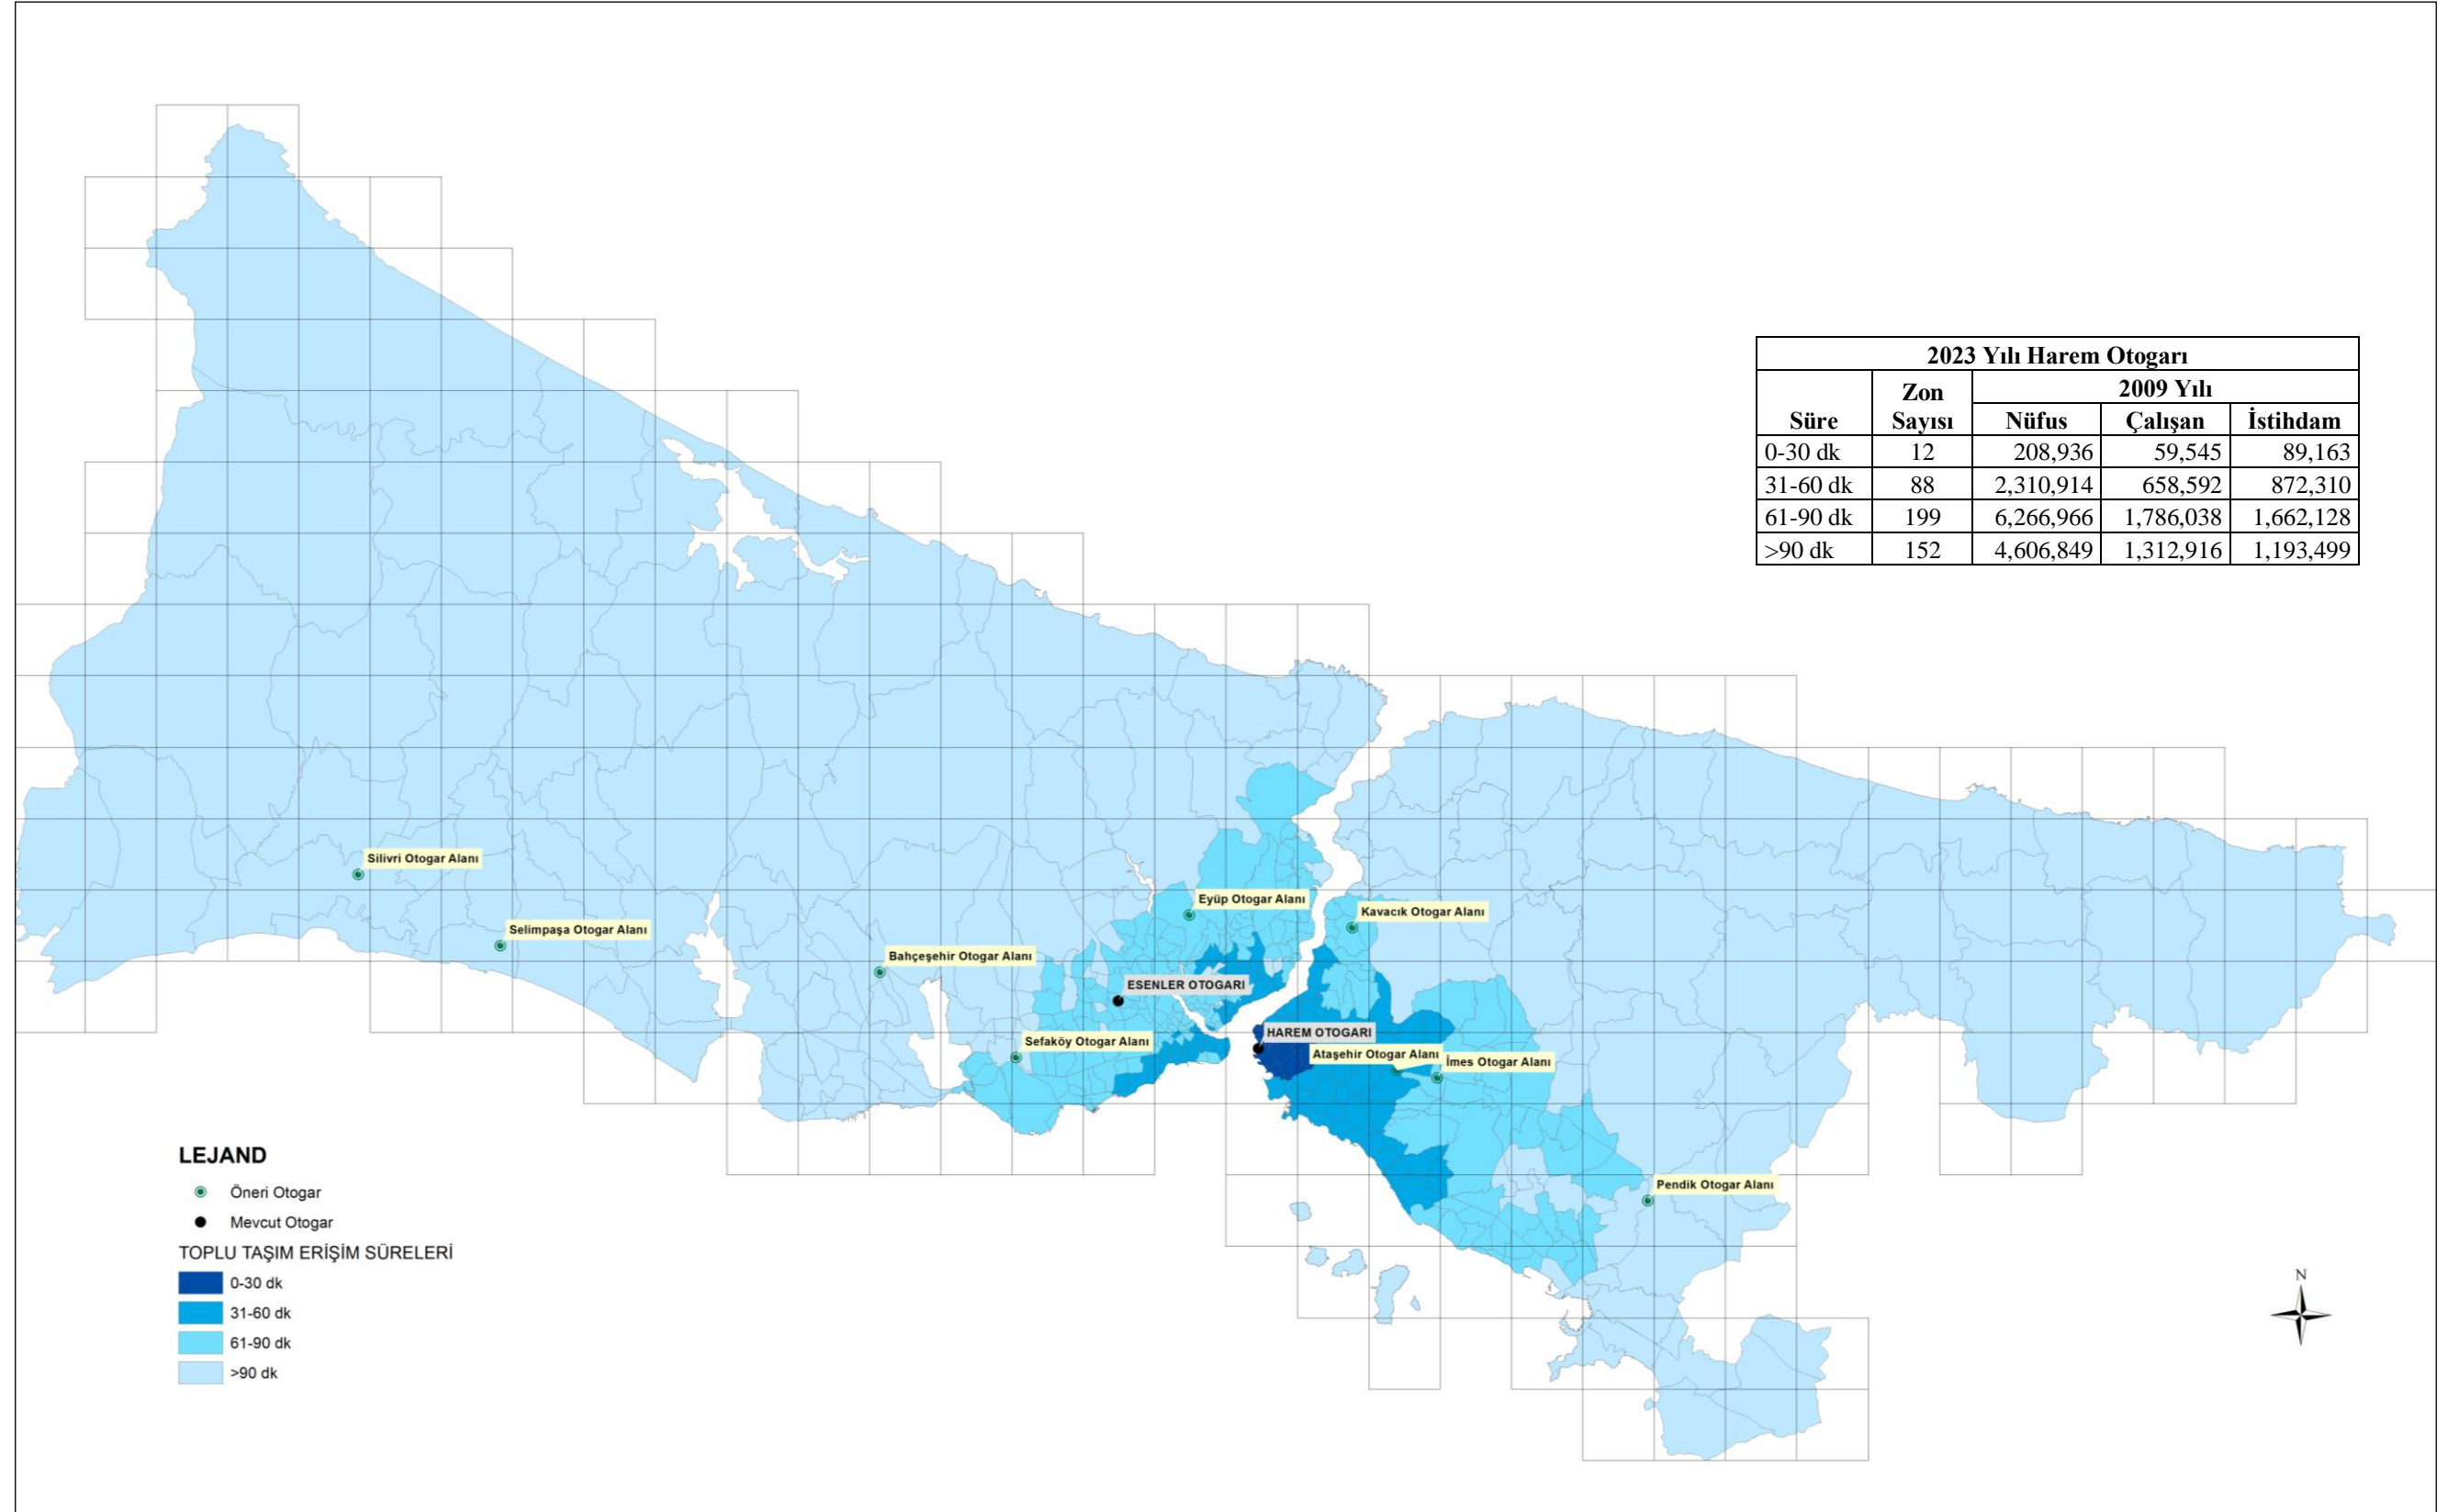 2023 Yılı Harem Otogarı
Süre Zon Sayısı 2009 Yılı
Nüfus Çalışan İstihdam
0-30 dk 12 208,936 59,545 89,163
31-60 dk 88 2,310,914 658,592 872,310
61-90 dk 199 6,266,966 1,786,038 1,662,128
>90 dk 152 4,606,849 1,312,916 1,193,499
Silivri Otogar Alanı
Selimpaşa Otogar Alanı
Bahçeşehir Otogar Alanı
Eyüp Otogar Alanı
Kavacık Otogar Alanı
ESENLER OTOGARI
Sefaköy Otogar Alanı
HAREM OTOGARI
Ataşehir Otogar Alanı
İmes Otogar Alanı
Pendik Otogar Alanı
LEJAND
Öneri Otogar
Mevcut Otogar
TOPLU TAŞIM ERİŞİM SÜRELERİ
0-30 dk
31-60 dk
61-90 dk
>90 dk
N